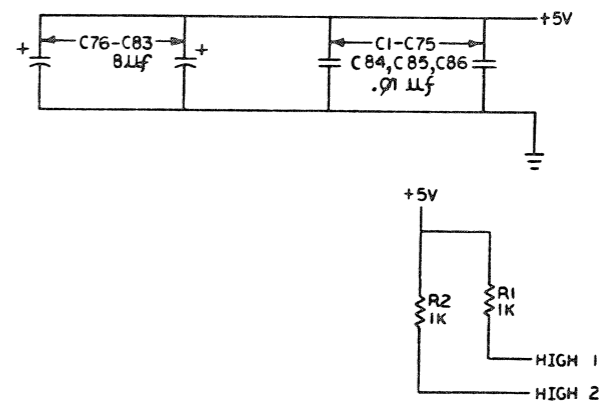 +5V
+
C76-C83
8µf
+
C1-C75
C84, C85, C86
.01 µf
+5V
R2
1K
R1
1K
HIGH 1
HIGH 2